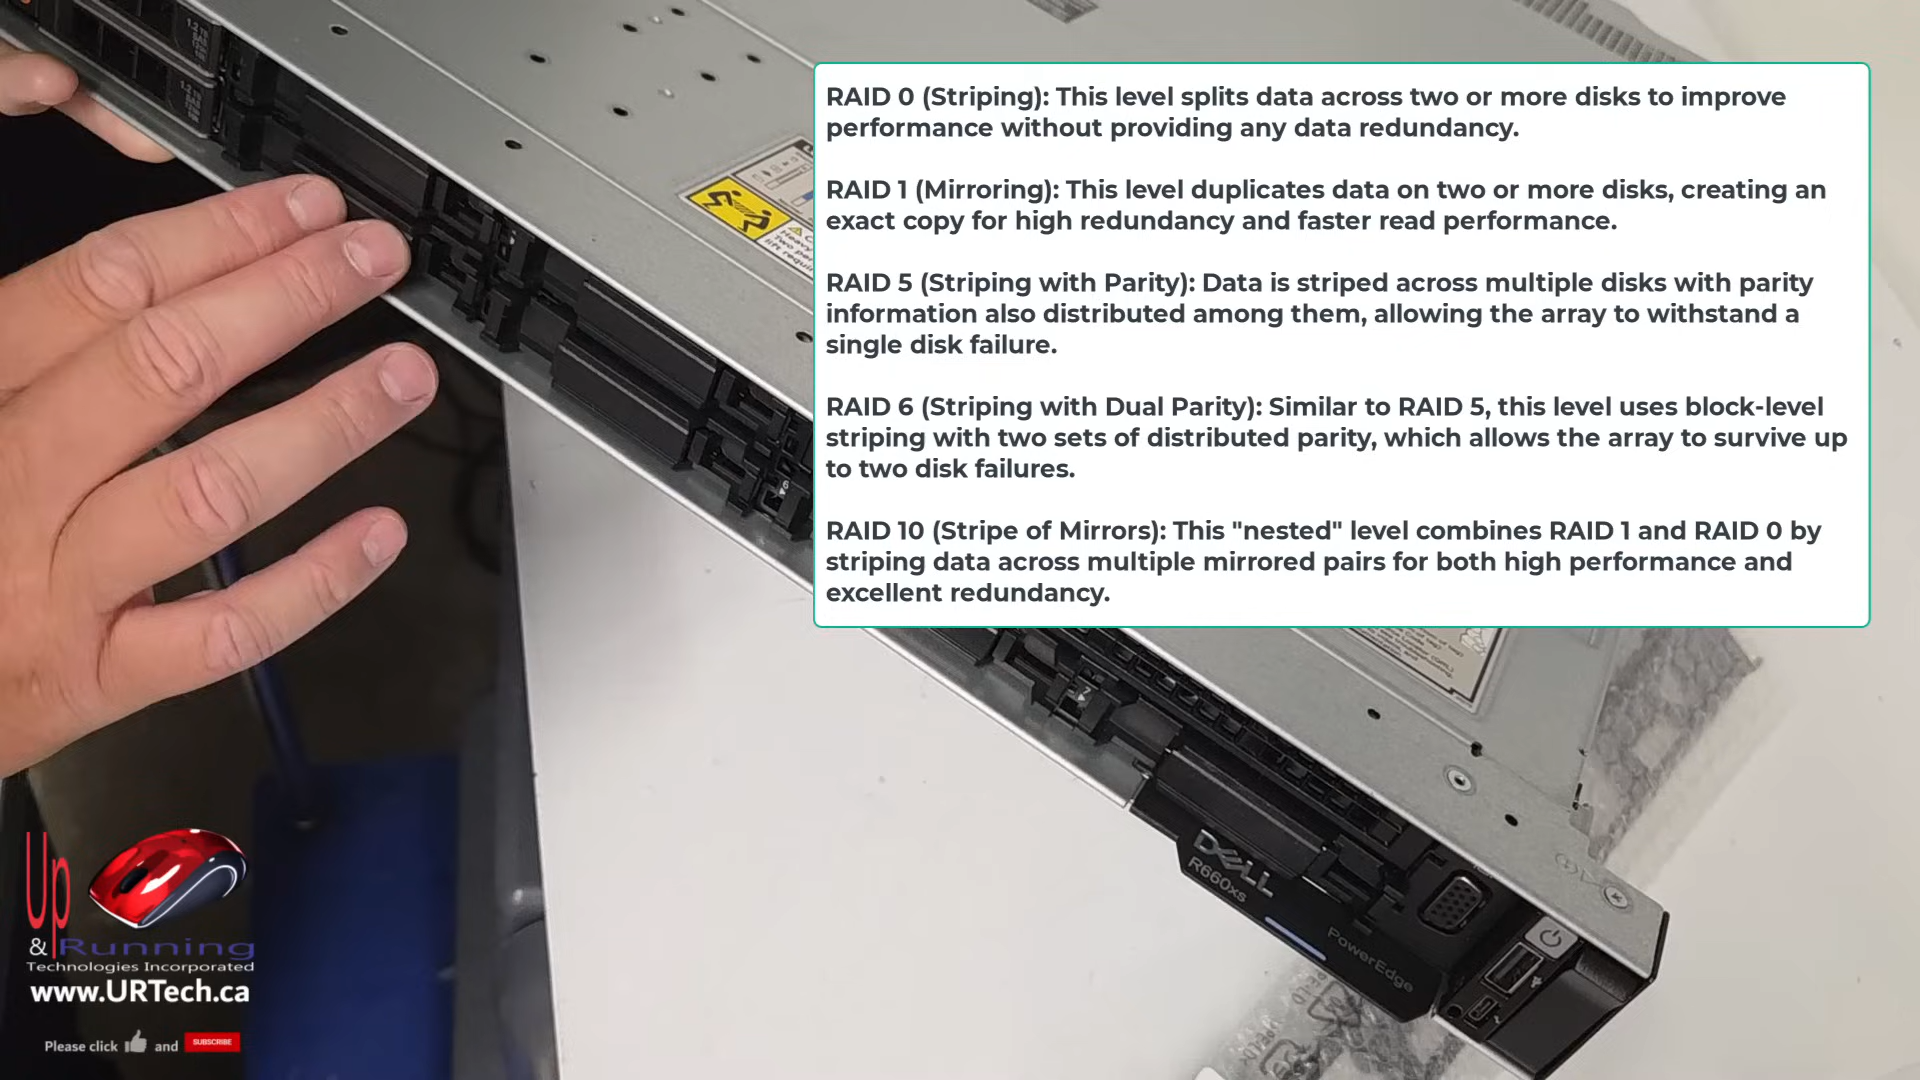 RAID 0 (Striping): This level splits data across two or more disks to improve
performance without providing any data redundancy.
RAID 1 (Mirroring): This level duplicates data on two or more disks, creating an
exact copy for high redundancy and faster read performance.
RAID 5 (Striping with Parity): Data is striped across multiple disks with parity
information also distributed among them, allowing the array to withstand a
single disk failure.
RAID 6 (Striping with Dual Parity): Similar to RAID 5, this level uses block-level
striping with two sets of distributed parity, which allows the array to survive up
to two disk failures.
RAID 10 (Stripe of Mirrors): This "nested" level combines RAID 1 and RAID 0 by
striping data across multiple mirrored pairs for both high performance and
excellent redundancy.
6
7
DELL
R660xs
PowerEdge
Up
& Running
Technologies Incorporated
www.URTech.ca
Please click and SUBSCRIBE